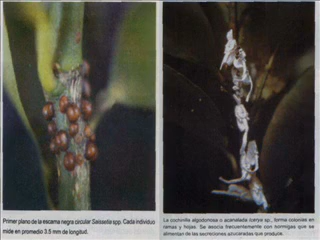 Primer plano de la escama negra circular Saissetia spp. Cada individuo
mide en promedio 3.5 mm de longitud.
La cochinilla algodonosa o acanalada Icerya sp., forma colonias en
ramas y hojas. Se asocia frecuentemente con hormigas que se
alimentan de las secreciones azucaradas que produce.